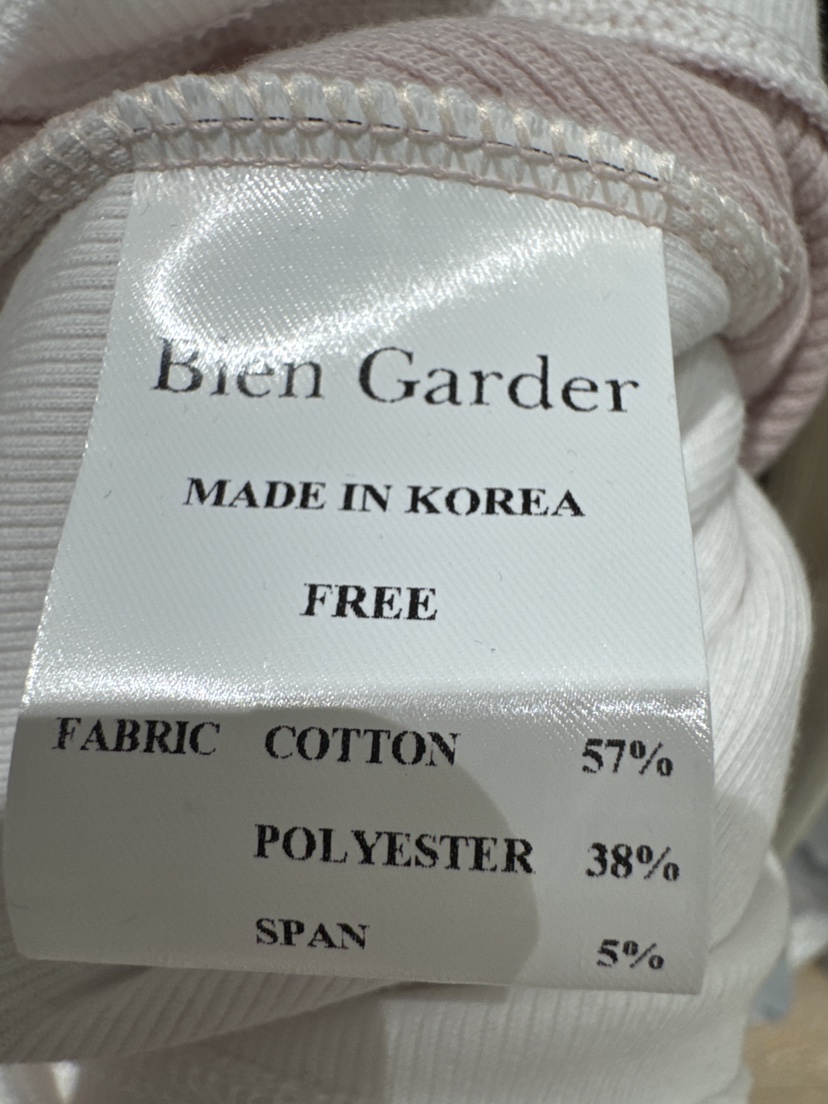 Bien Garder
MADE IN KOREA
FREE
FABRIC COTTON 57%
POLYESTER 38%
SPAN 5%